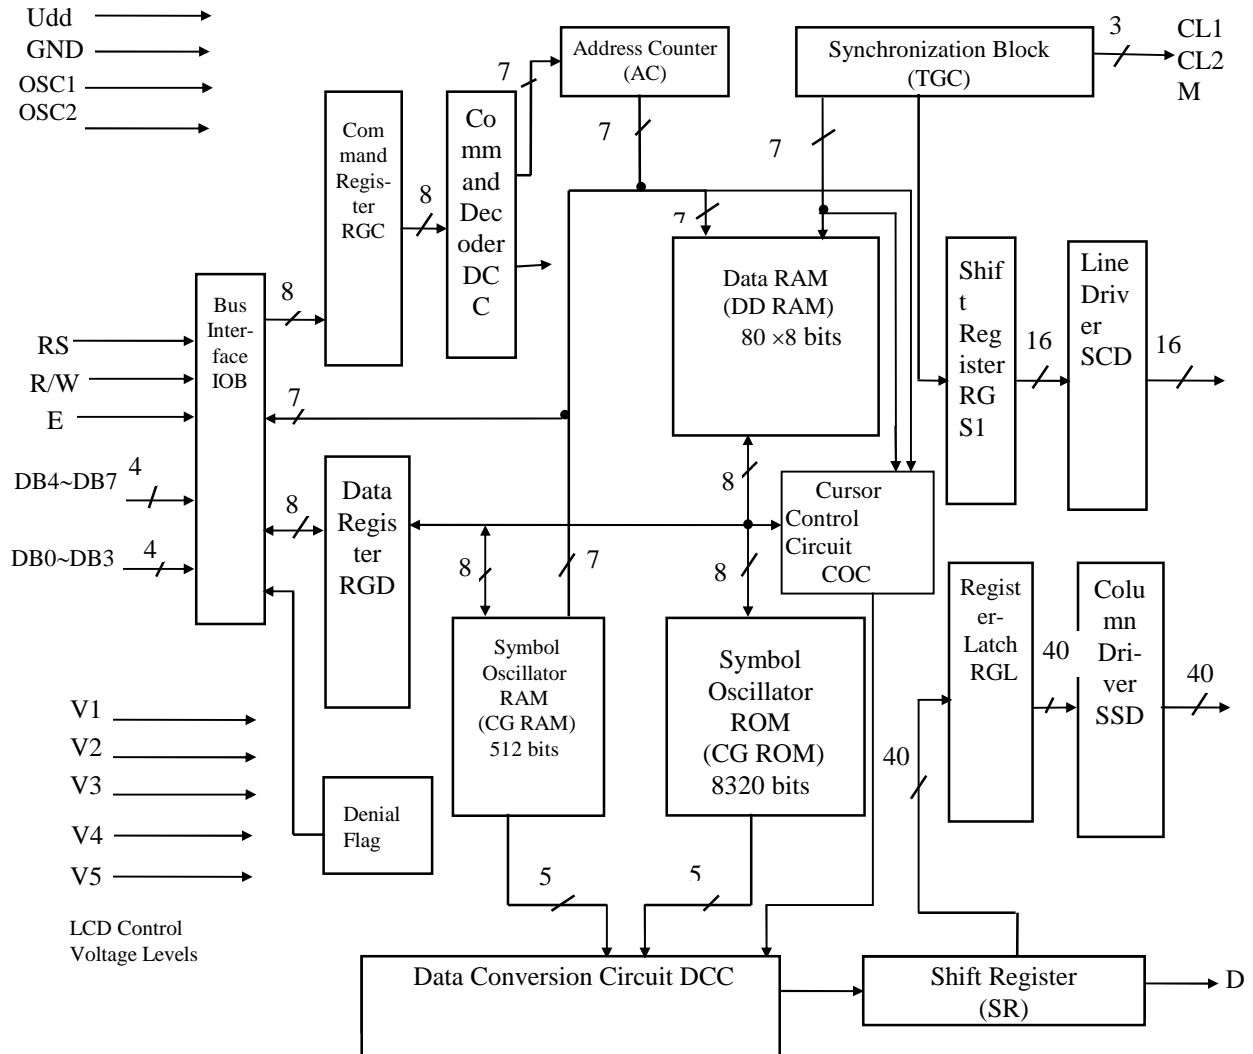 Udd
GND
OSC1
OSC2
Com
mand
Regis-
ter
RGC
8
Co
mm
and
Dec
oder
DC
C
7
Address Counter
(AC)
7
Synchronization Block
(TGC)
3
CL1
CL2
M
7
7
Data RAM
(DD RAM)
80 ×8 bits
Shif
t
Reg
ister
RG
S1
16
Line
Driv
er
SCD
16
Bus
Inter-
face
IOB
8
RS
R/W
E
7
DB4~DB7
4
DB0~DB3
4
8
Data
Regis
ter
RGD
8
7
8
8
Cursor
Control
Circuit
COC
Symbol
Oscillator
RAM
(CG RAM)
512 bits
Symbol
Oscillator
ROM
(CG ROM)
8320 bits
Regist
er-
Latch
RGL
40
Colu
mn
Dri-
ver
SSD
40
40
V1
V2
V3
V4
V5
LCD Control
Voltage Levels
Denial
Flag
5
5
Data Conversion Circuit DCC
Shift Register
(SR)
D